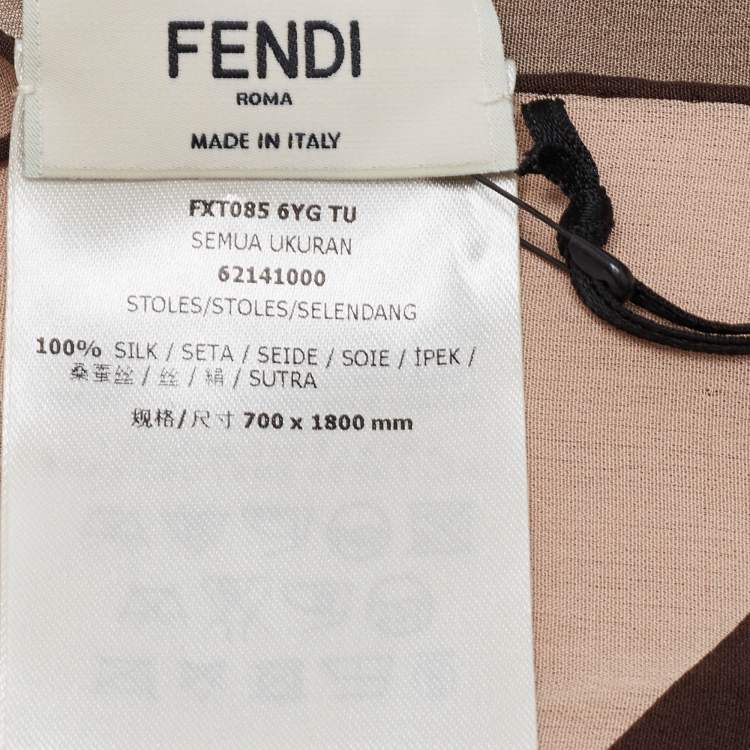 FENDI
ROMA
MADE IN ITALY
FXT085 6YG TU
SEMUA UKURAN
62141000
STOLES/STOLES/SELENDANG
100% SILK / SETA / SEIDE / SOIE / İPEK /
桑蚕丝 / 丝 / 絹 / SUTRA
规格/尺寸 700 x 1800 mm